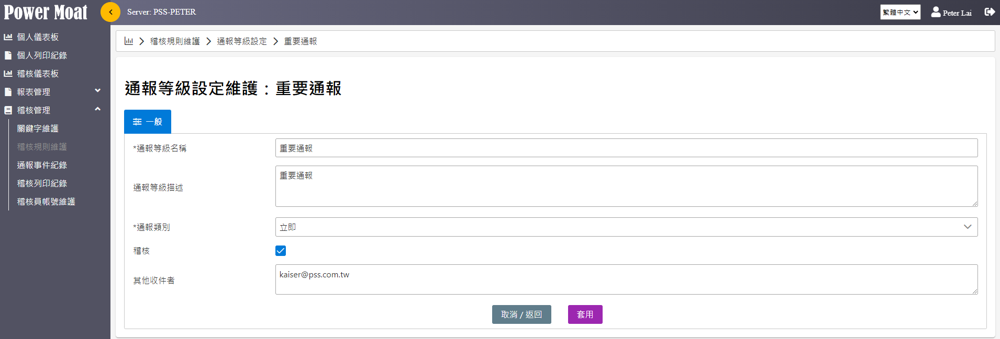 Power Moat
Server: PSS-PETER
繁體中文
Peter Lai
個人儀表板
個人列印紀錄
稽核儀表板
報表管理
稽核管理
關鍵字維護
稽核規則維護
通報事件紀錄
稽核列印紀錄
稽核員帳號維護
稽核規則維護
通報等級設定
重要通報
通報等級設定維護：重要通報
一般
*通報等級名稱
重要通報
通報等級描述
重要通報
*通報類別
立即
稽核
其他收件者
kaiser@pss.com.tw
取消 / 返回
套用